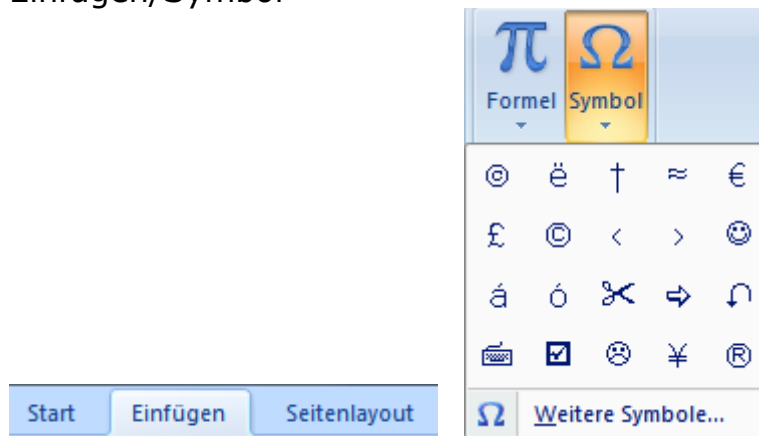 Einfügen/Symbol
π Ω
Formel Symbol
© ë † ≈ €
£ © < > ☺
á ó ✂ ⇨ ↶
⌨ ☑ ☹ ¥ ®
Start Einfügen Seitenlayout
Ω Weitere Symbole...